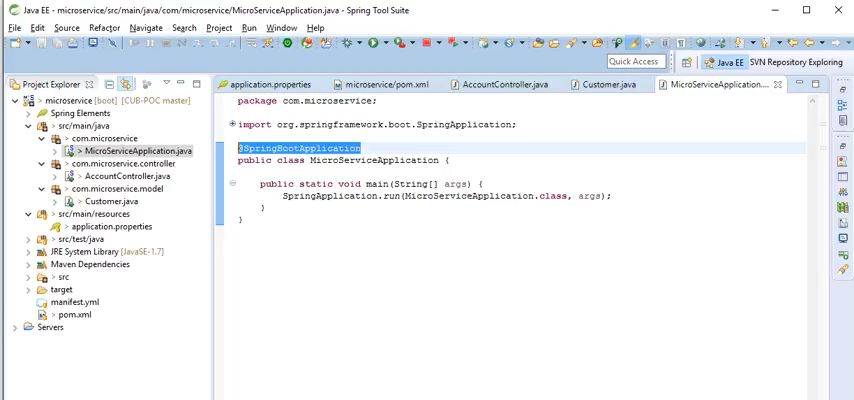 Java EE - microservice/src/main/java/com/microservice/MicroServiceApplication.java - Spring Tool Suite
File Edit Source Refactor Navigate Search Project Run Window Help
Quick Access
Java EE SVN Repository Exploring
Project Explorer
application.properties microservice/pom.xml AccountController.java Customer.java MicroServiceApplication....
microservice [boot] [CUB-POC master]
Spring Elements
src/main/java
com.microservice
MicroServiceApplication.java
com.microservice.controller
AccountController.java
com.microservice.model
Customer.java
src/main/resources
application.properties
src/test/java
JRE System Library [JavaSE-1.7]
Maven Dependencies
src
target
manifest.yml
pom.xml
Servers
package com.microservice;
import org.springframework.boot.SpringApplication;
@SpringBootApplication
public class MicroServiceApplication {
public static void main(String[] args) {
SpringApplication.run(MicroServiceApplication.class, args);
}
}